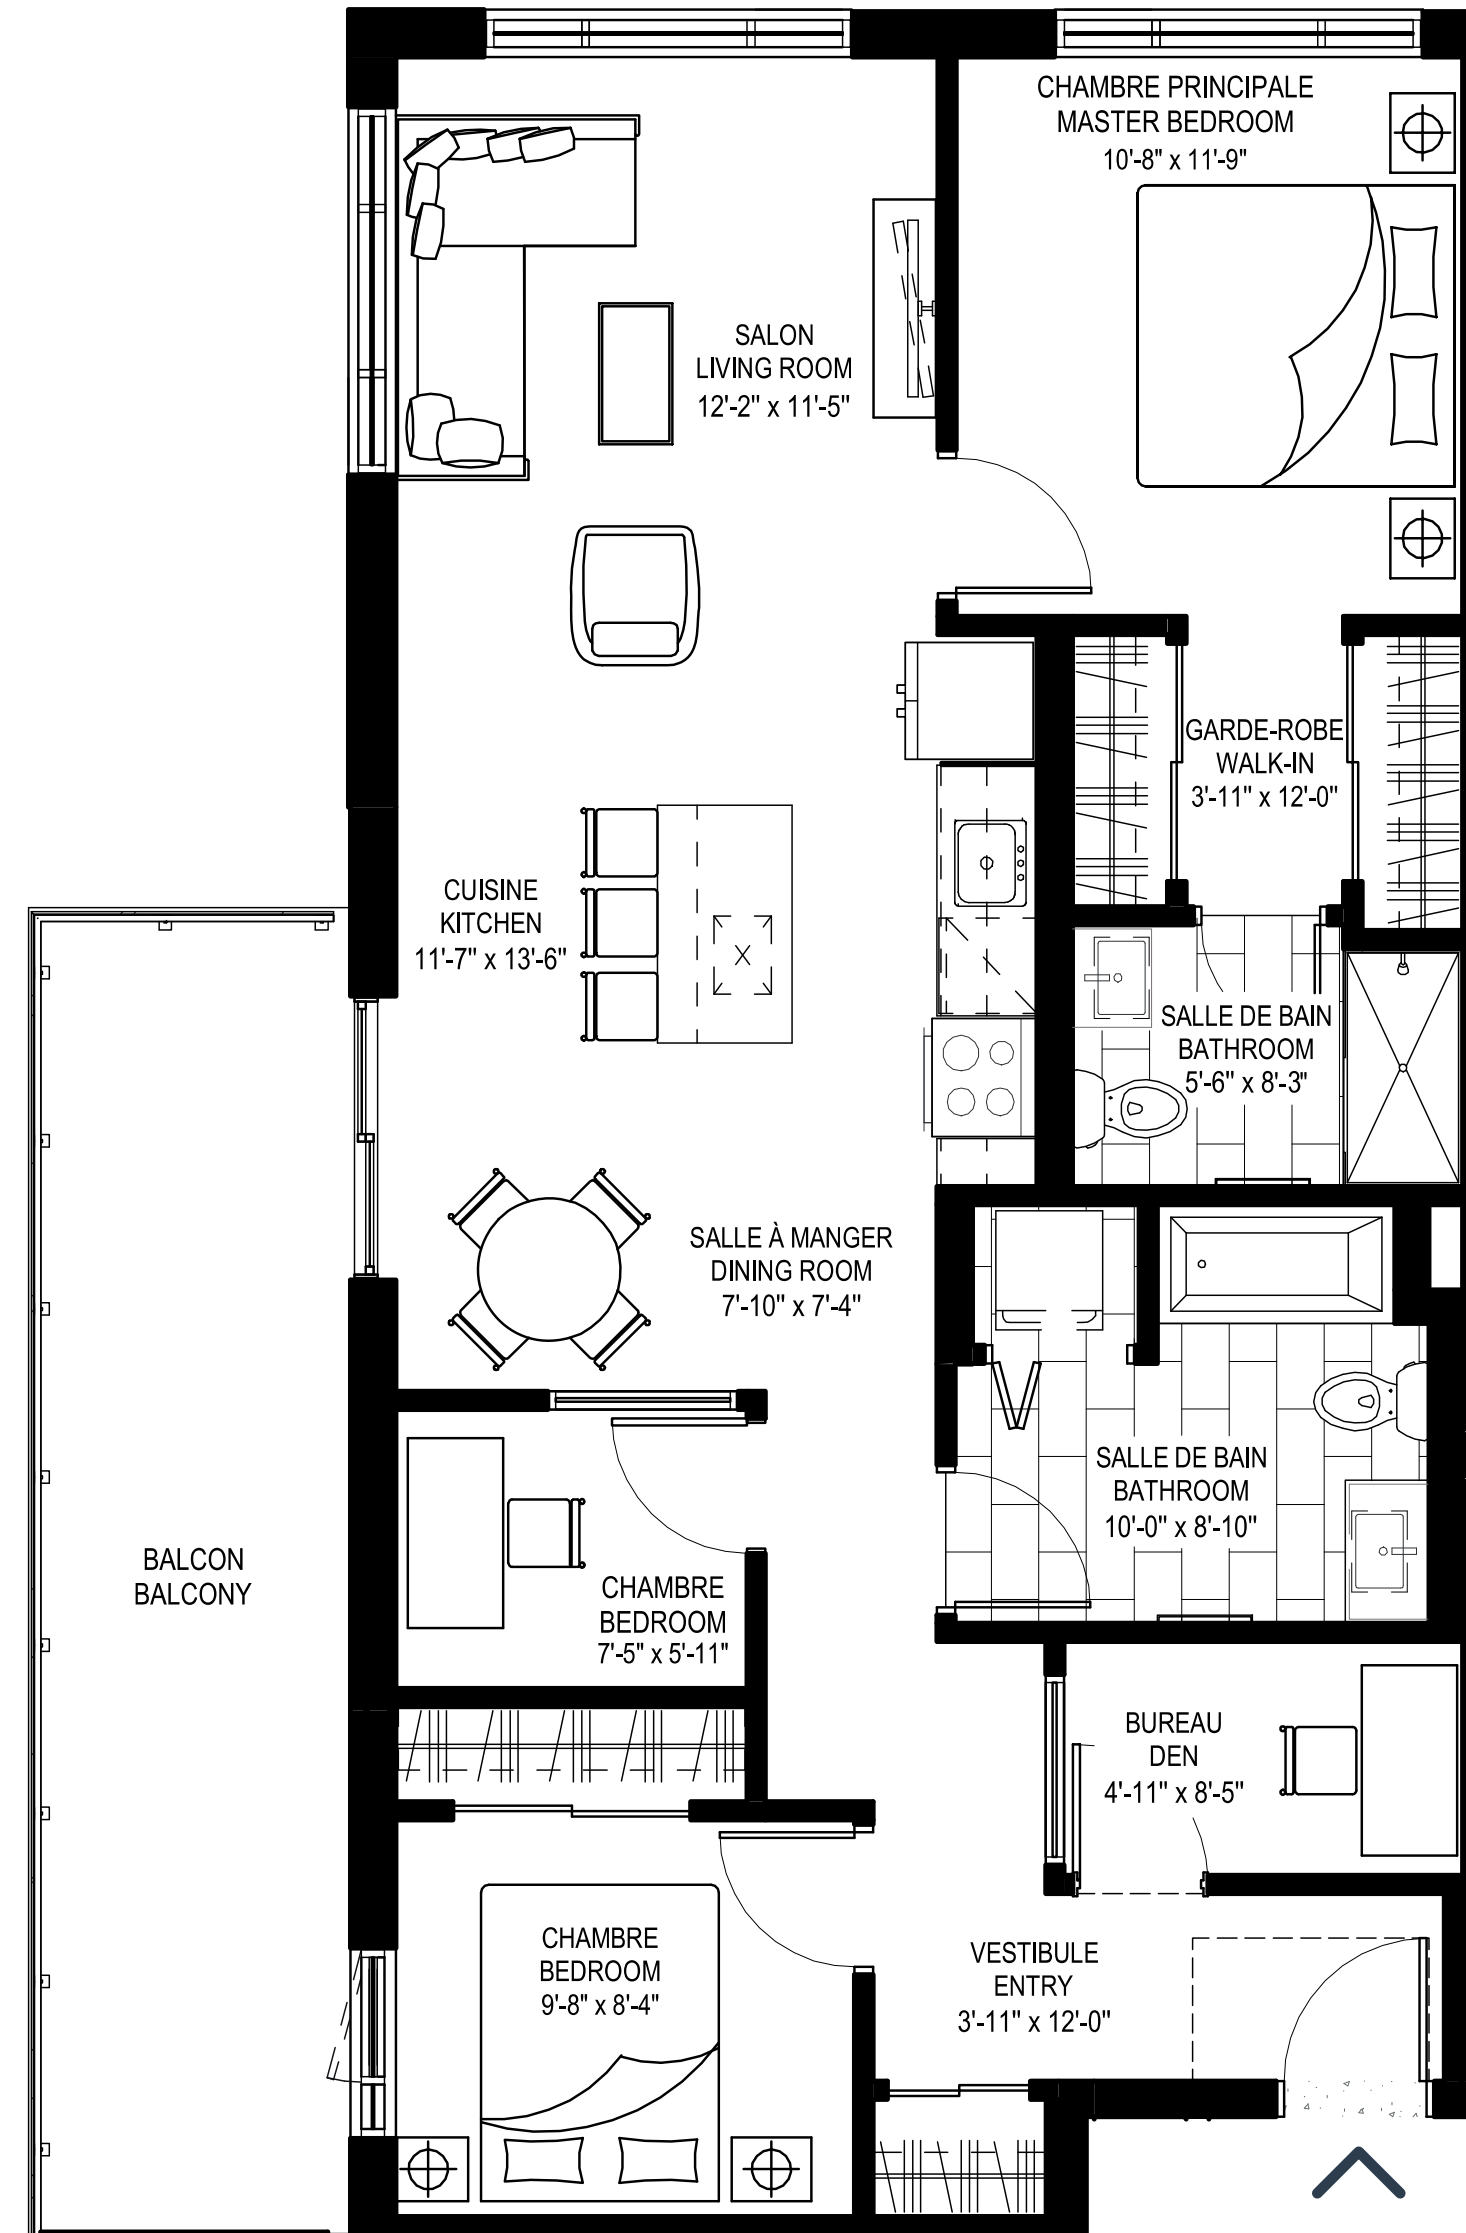 CHAMBRE PRINCIPALE
MASTER BEDROOM
10'-8" x 11'-9"
SALON
LIVING ROOM
12'-2" x 11'-5"
GARDE-ROBE
WALK-IN
3'-11" x 12'-0"
CUISINE
KITCHEN
11'-7" x 13'-6"
SALLE DE BAIN
BATHROOM
5'-6" x 8'-3"
SALLE À MANGER
DINING ROOM
7'-10" x 7'-4"
SALLE DE BAIN
BATHROOM
10'-0" x 8'-10"
BALCON
BALCONY
CHAMBRE
BEDROOM
7'-5" x 5'-11"
BUREAU
DEN
4'-11" x 8'-5"
CHAMBRE
BEDROOM
9'-8" x 8'-4"
VESTIBULE
ENTRY
3'-11" x 12'-0"